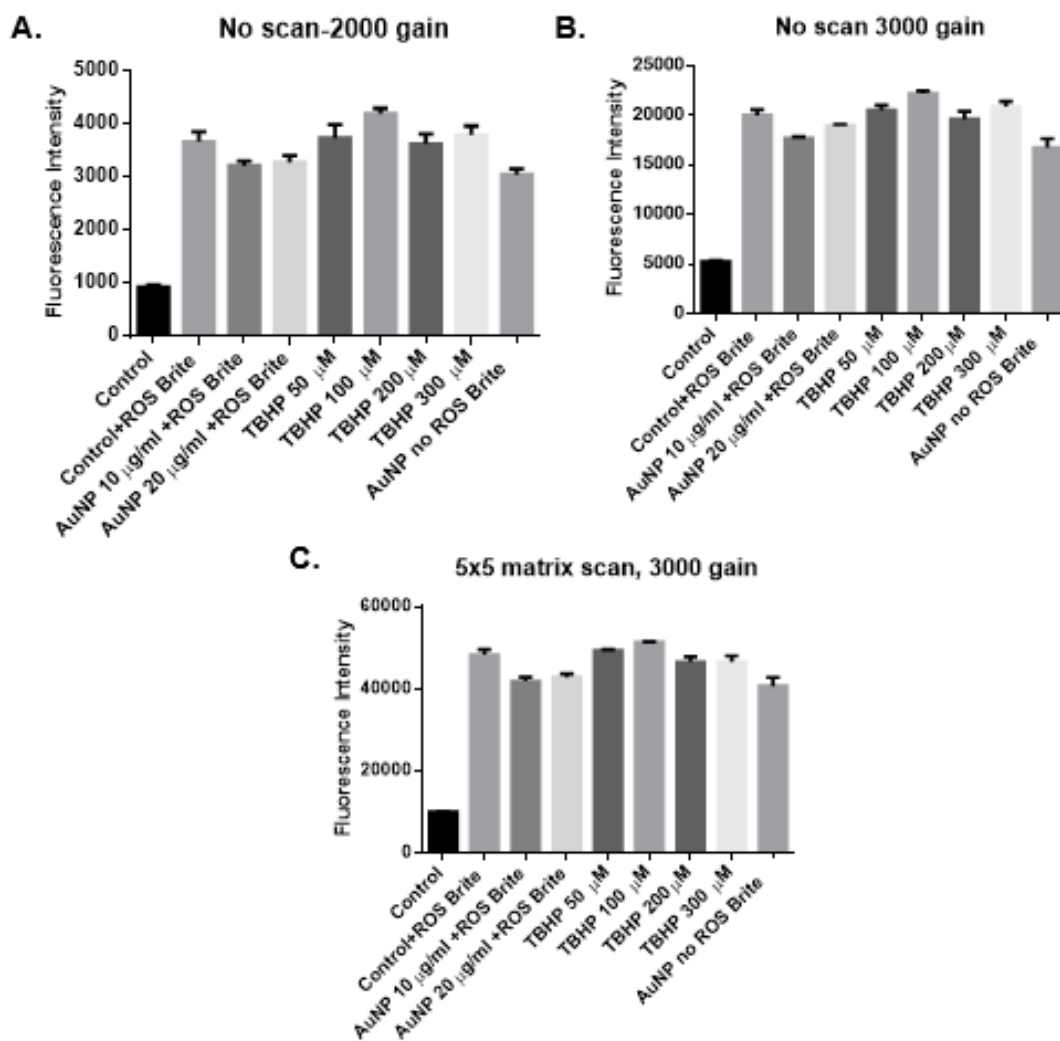 A.
No scan-2000 gain
Fluorescence Intensity
5000
4000
3000
2000
1000
0
Control
Control+ROS Brite
AuNP 10 μg/ml +ROS Brite
AuNP 20 μg/ml +ROS Brite
TBHP 50 μM
TBHP 100 μM
TBHP 200 μM
TBHP 300 μM
AuNP no ROS Brite
B.
No scan 3000 gain
Fluorescence Intensity
25000
20000
15000
10000
5000
0
Control
Control+ROS Brite
AuNP 10 μg/ml +ROS Brite
AuNP 20 μg/ml +ROS Brite
TBHP 50 μM
TBHP 100 μM
TBHP 200 μM
TBHP 300 μM
AuNP no ROS Brite
C.
5x5 matrix scan, 3000 gain
Fluorescence Intensity
60000
40000
20000
0
Control
Control+ROS Brite
AuNP 10 μg/ml +ROS Brite
AuNP 20 μg/ml +ROS Brite
TBHP 50 μM
TBHP 100 μM
TBHP 200 μM
TBHP 300 μM
AuNP no ROS Brite